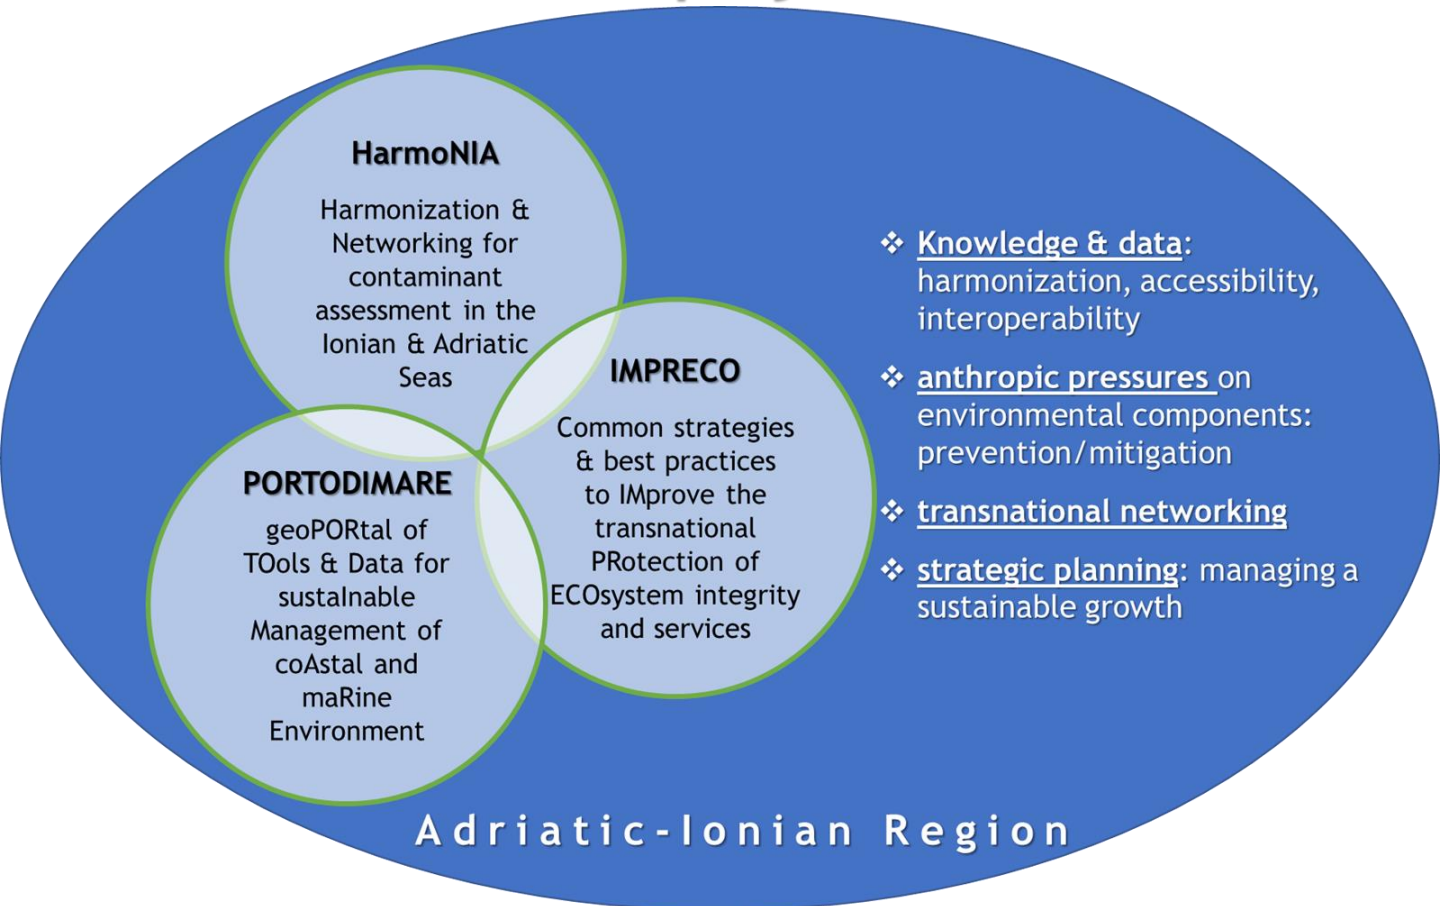 HarmoNIA
Harmonization &
Networking for
contaminant
assessment in the
Ionian & Adriatic
Seas
IMPRECO
Common strategies
& best practices
to IMprove the
transnational
PRotection of
ECOsystem integrity
and services
PORTODIMARE
geoPORtal of
TOols & Data for
sustaInable
Management of
coAstal and
maRine
Environment
❖ Knowledge & data:
harmonization, accessibility,
interoperability
❖ anthropic pressures on
environmental components:
prevention/mitigation
❖ transnational networking
❖ strategic planning: managing a
sustainable growth
Adriatic-Ionian Region